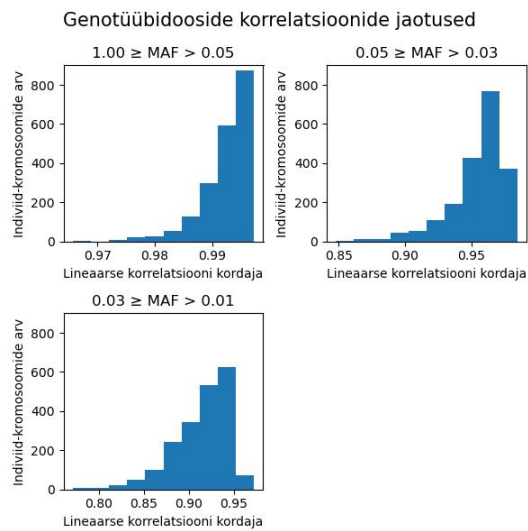 Genotüübidooside korrelatsioonide jaotused
1.00 ≥ MAF > 0.05
Indiviid-kromosoomide arv
800
600
400
200
0
0.97 0.98 0.99
Lineaarse korrelatsiooni kordaja
0.05 ≥ MAF > 0.03
Indiviid-kromosoomide arv
800
600
400
200
0
0.85 0.90 0.95
Lineaarse korrelatsiooni kordaja
0.03 ≥ MAF > 0.01
Indiviid-kromosoomide arv
800
600
400
200
0
0.80 0.85 0.90 0.95
Lineaarse korrelatsiooni kordaja